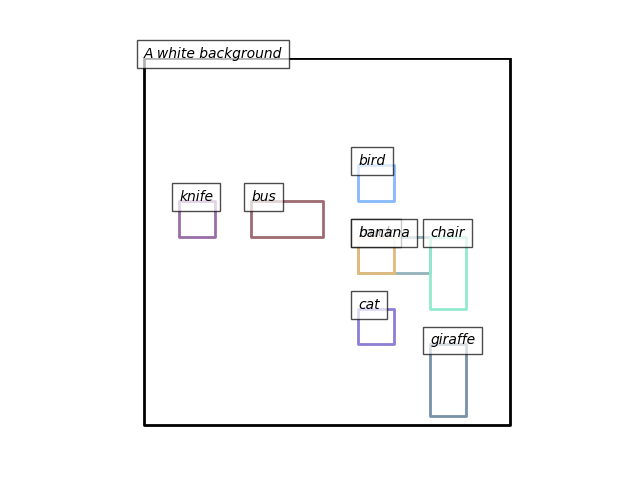 A white background
bird
knife
bus
banana
chair
cat
giraffe